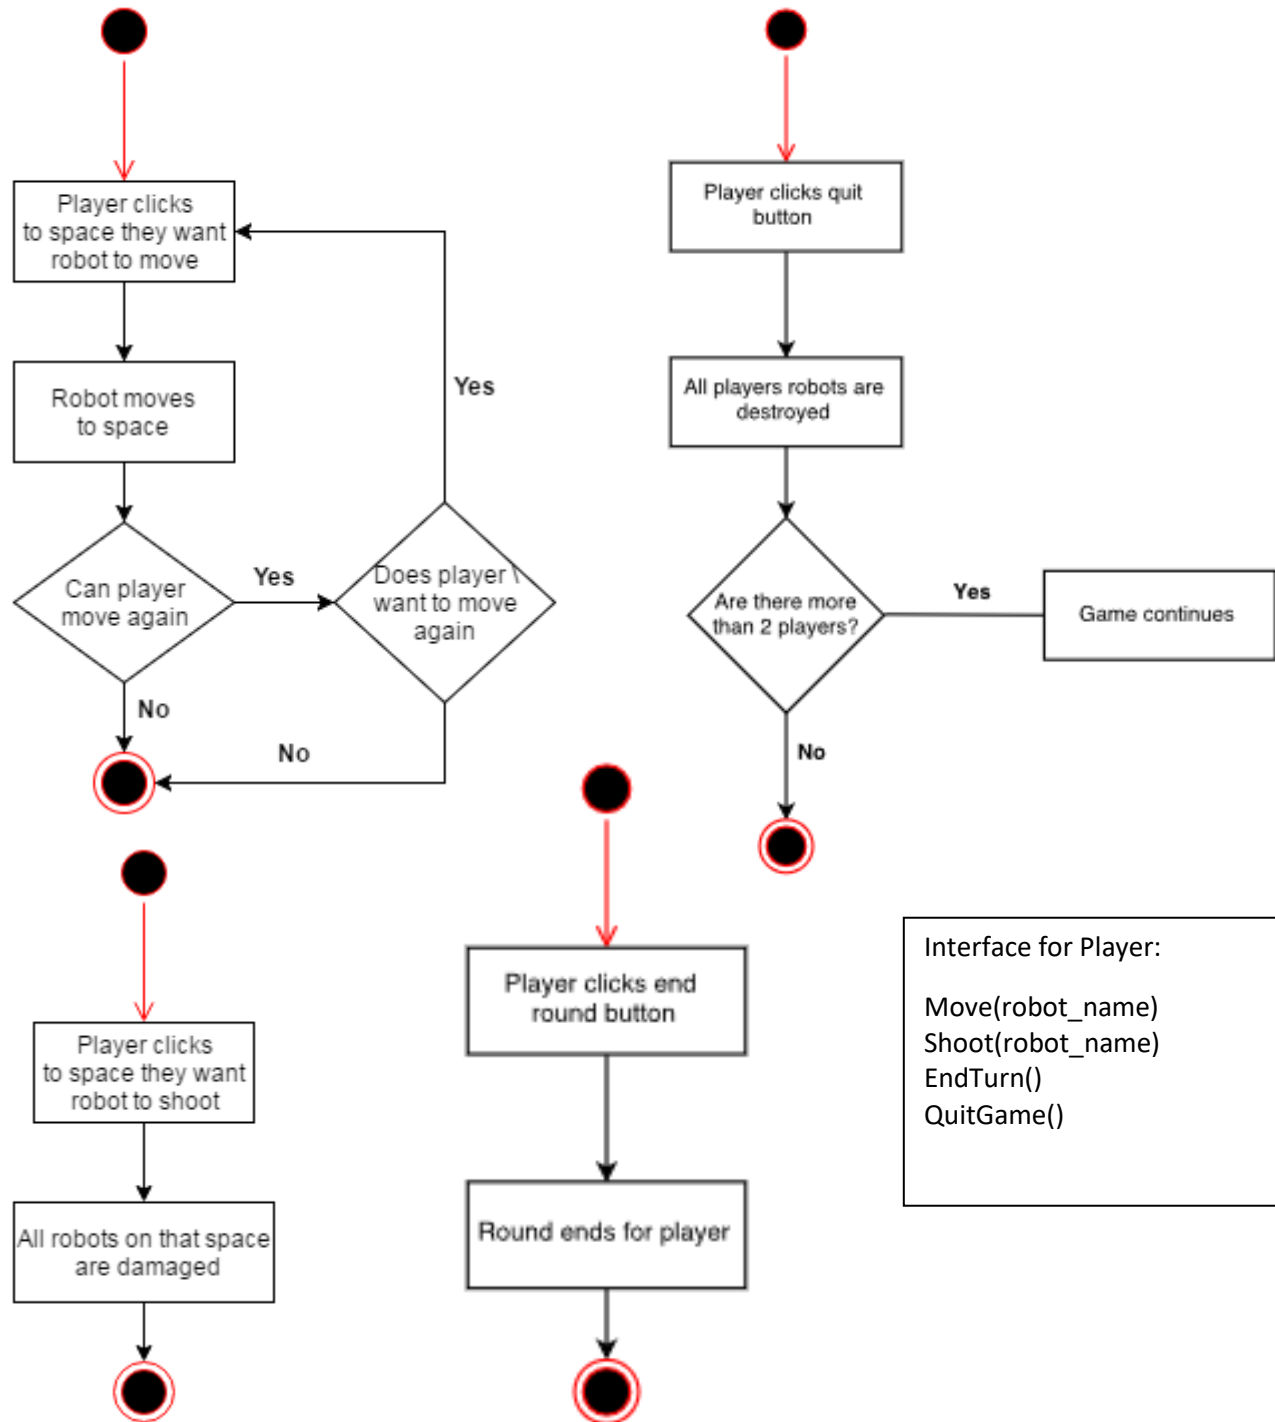 Player clicks
to space they want
robot to move
Robot moves
to space
Can player
move again
Yes
Does player \
want to move
again
Yes
No
No
Player clicks quit
button
All players robots are
destroyed
Are there more
than 2 players?
Yes
Game continues
No
Player clicks
to space they want
robot to shoot
All robots on that space
are damaged
Player clicks end
round button
Round ends for player
Interface for Player:
Move(robot_name)
Shoot(robot_name)
EndTurn()
QuitGame()